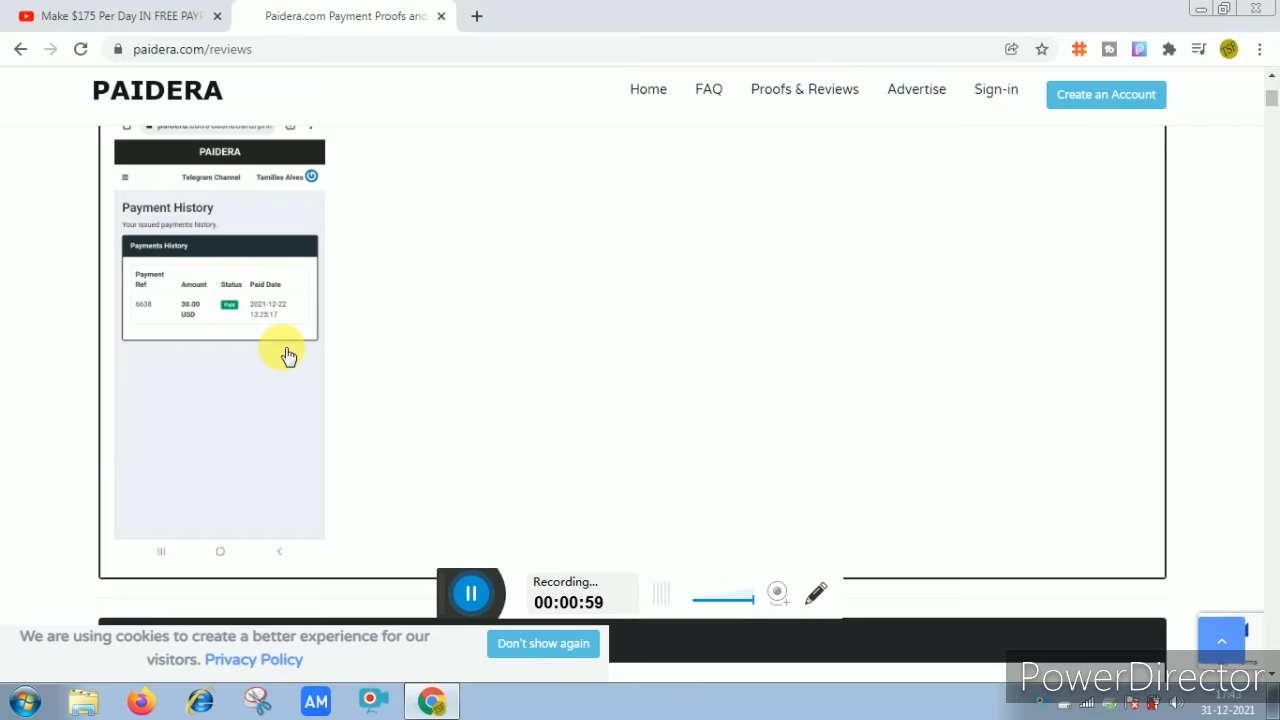 Make $175 Per Day IN FREE PAYP
Paidera.com Payment Proofs and
paidera.com/reviews
PAIDERA
Home
FAQ
Proofs & Reviews
Advertise
Sign-in
Create an Account
PAIDERA
Telegram Channel
Tamilles Alves
Payment History
Your issued payments history.
Payments History
Payment Ref
Amount
Status
Paid Date
6638
30.00 USD
Paid
2021-12-22
Recording...
00:00:59
We are using cookies to create a better experience for our
visitors. Privacy Policy
Don't show again
AM
PowerDirector
17:43
31-12-2021